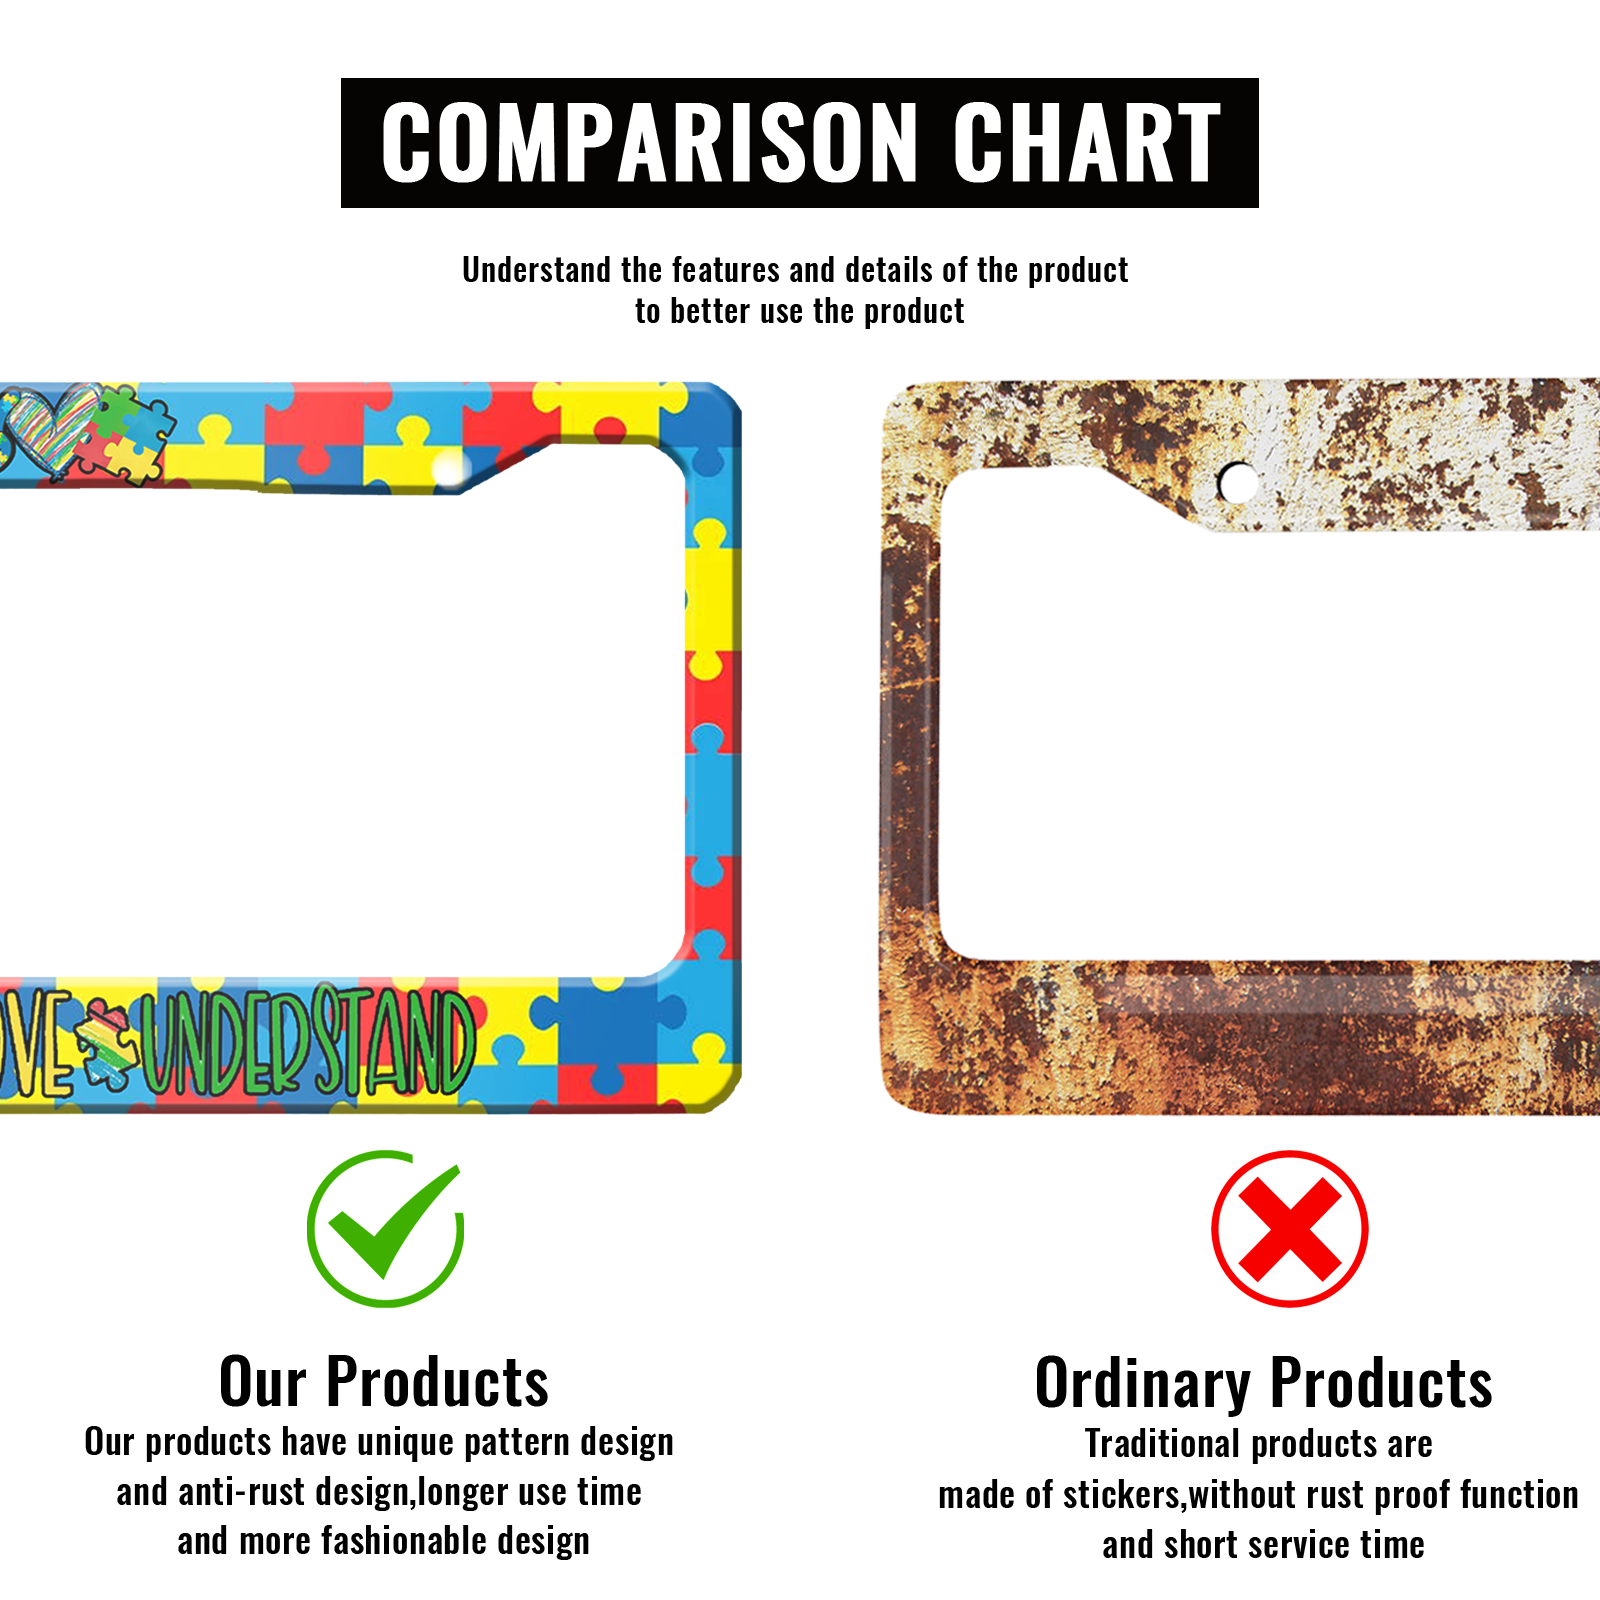 COMPARISON CHART
Understand the features and details of the product
to better use the product
UNDERSTAND
Our Products
Our products have unique pattern design
and anti-rust design,longer use time
and more fashionable design
Ordinary Products
Traditional products are
made of stickers,without rust proof function
and short service time